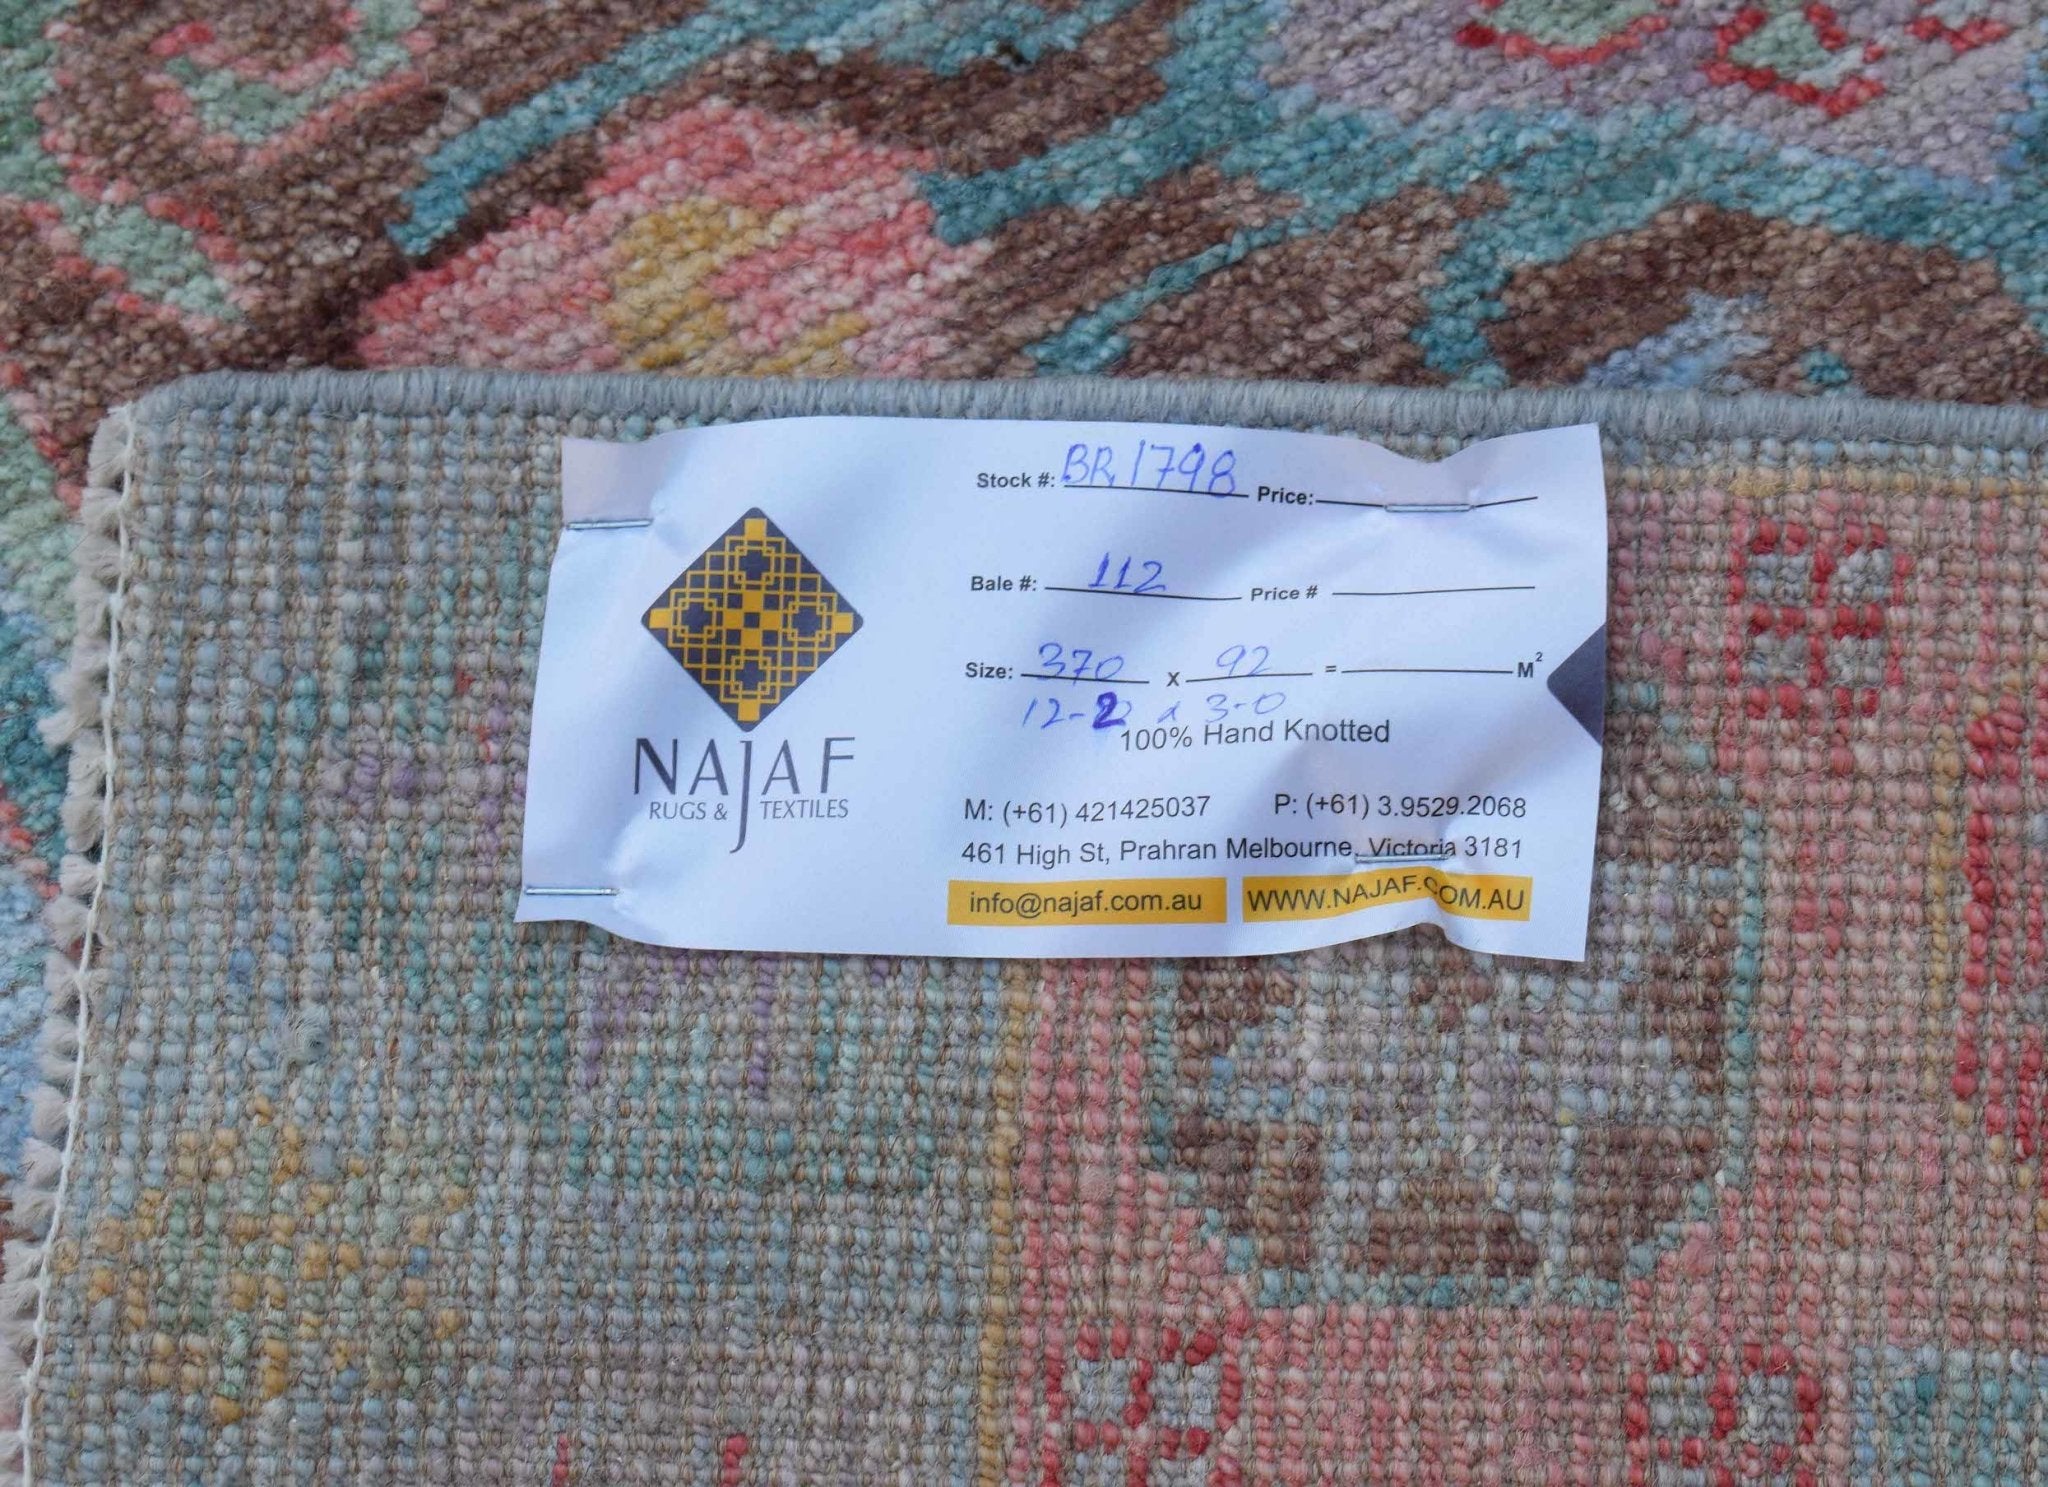 NAJAF
RUGS & TEXTILES
Stock #: BR1798 Price:
Bale #: 112 Price #
Size: 370 x 92 = M²
12-2 x 3-0
100% Hand Knotted
M: (+61) 421425037 P: (+61) 3.9529.2068
461 High St, Prahran Melbourne, Victoria 3181
info@najaf.com.au WWW.NAJAF.COM.AU